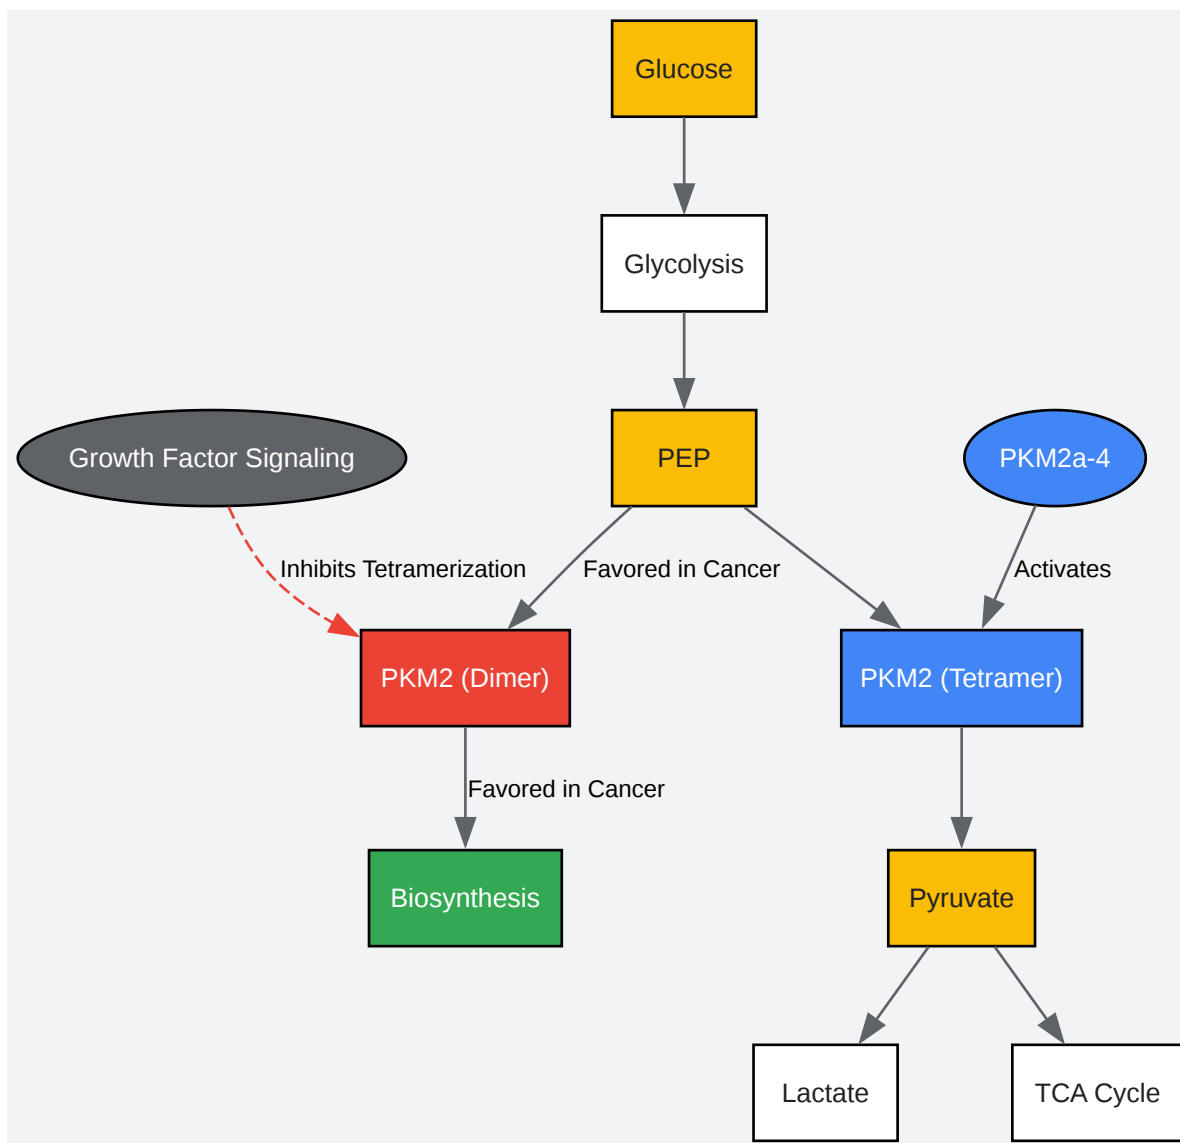 Glucose
Glycolysis
Growth Factor Signaling
PEP
PKM2a-4
Inhibits Tetramerization
Favored in Cancer
Activates
PKM2 (Dimer)
PKM2 (Tetramer)
Favored in Cancer
Biosynthesis
Pyruvate
Lactate
TCA Cycle